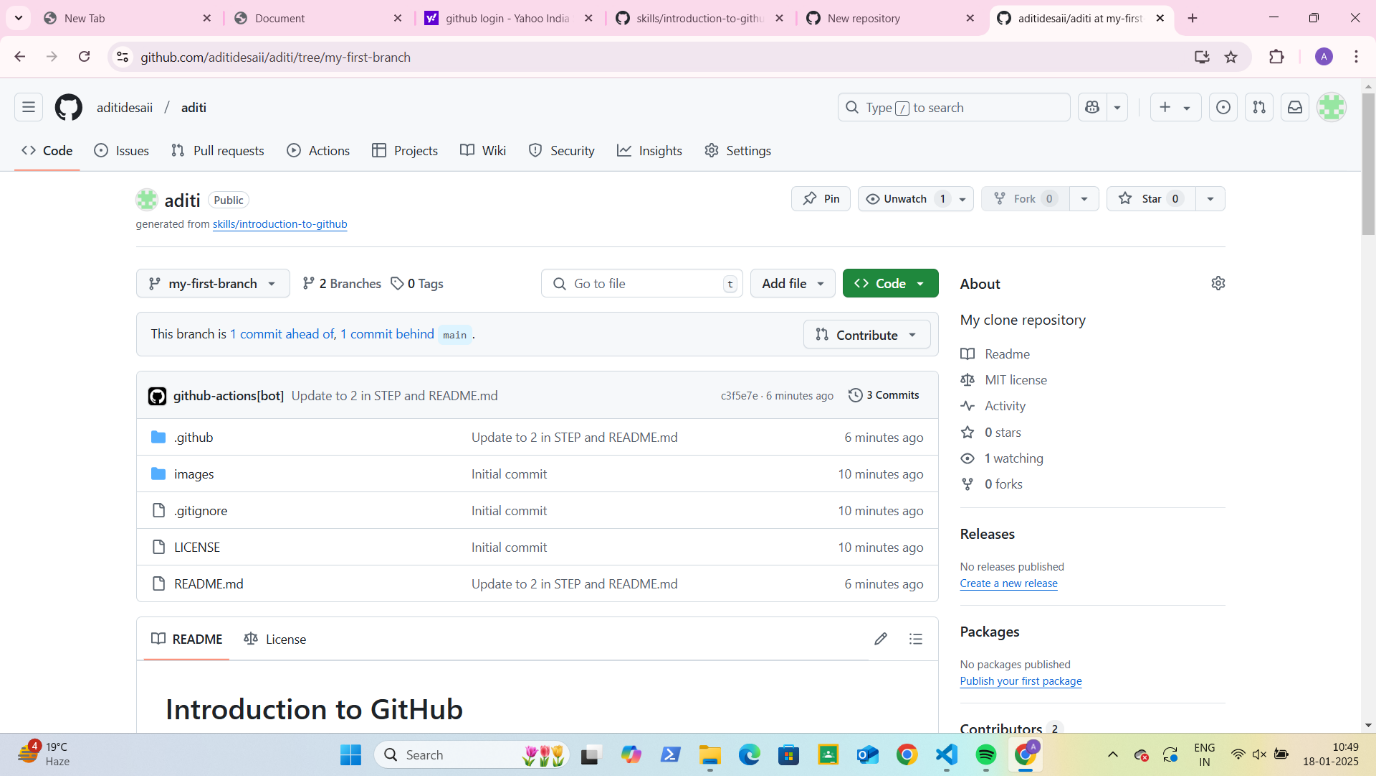 New Tab
Document
github login - Yahoo India
skills/introduction-to-githu
New repository
aditidesaii/aditi at my-first
github.com/aditidesaii/aditi/tree/my-first-branch
A
aditidesaii / aditi
Type / to search
Code
Issues
Pull requests
Actions
Projects
Wiki
Security
Insights
Settings
aditi Public
Pin
Unwatch 1
Fork 0
Star 0
generated from skills/introduction-to-github
my-first-branch
2 Branches
0 Tags
Go to file t
Add file
Code
This branch is 1 commit ahead of, 1 commit behind main .
Contribute
github-actions[bot] Update to 2 in STEP and README.md c3f5e7e · 6 minutes ago 3 Commits
.github Update to 2 in STEP and README.md 6 minutes ago
images Initial commit 10 minutes ago
.gitignore Initial commit 10 minutes ago
LICENSE Initial commit 10 minutes ago
README.md Update to 2 in STEP and README.md 6 minutes ago
README
License
Introduction to GitHub
About
My clone repository
Readme
MIT license
Activity
0 stars
1 watching
0 forks
Releases
No releases published
Create a new release
Packages
No packages published
Publish your first package
Contributors 2
4
19°C
Haze
Search
A
ENG
IN
10:49
18-01-2025